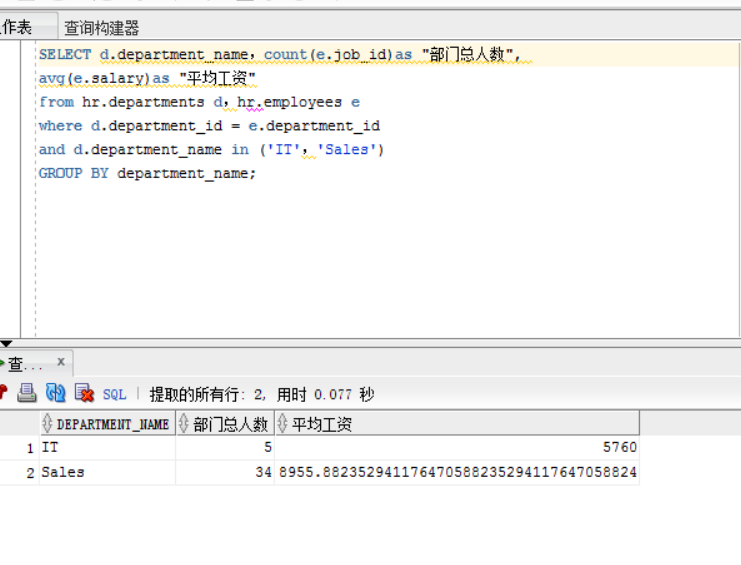 作表 查询构建器
SELECT d.department_name，count(e.job_id)as "部门总人数",
avg(e.salary)as "平均工资"
from hr.departments d，hr.employees e
where d.department_id = e.department_id
and d.department_name in ('IT'，'Sales')
GROUP BY department_name;
查... x
SQL | 提取的所有行: 2, 用时 0.077 秒
DEPARTMENT_NAME 部门总人数 平均工资
1 IT 5 5760
2 Sales 34 8955.88235294117647058823529411764705882​4